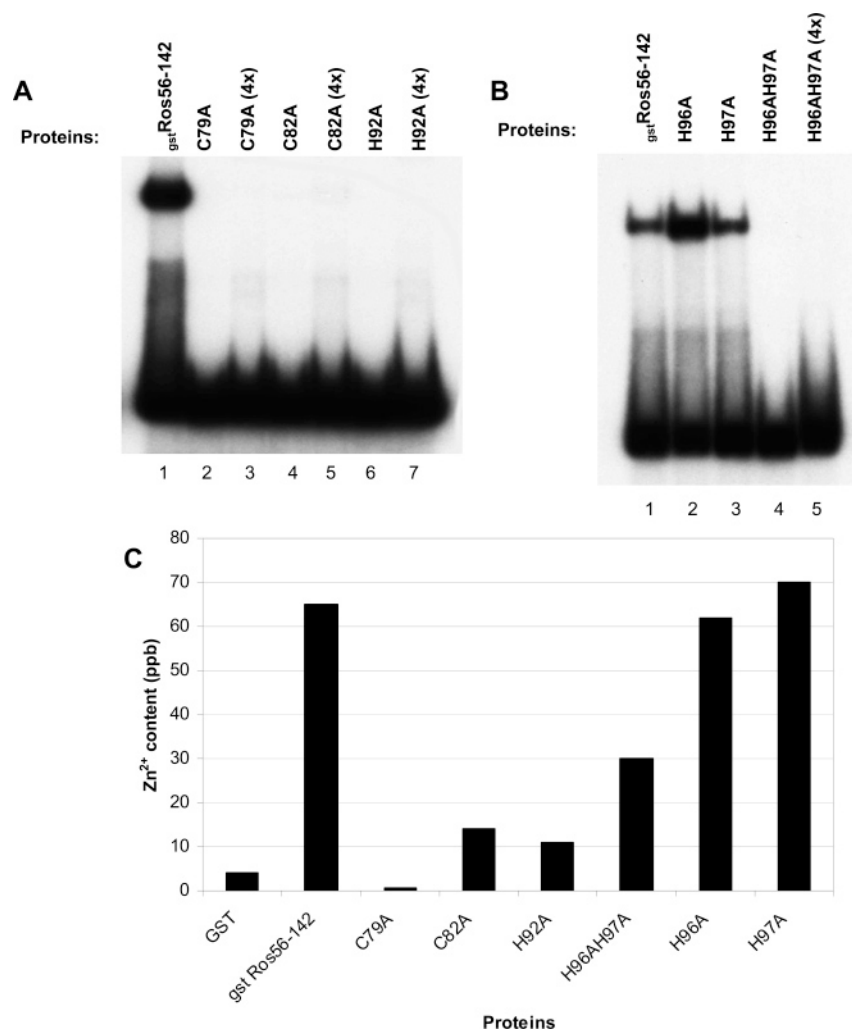 A
Proteins:
gstRos56-142
C79A
C79A (4x)
C82A
C82A (4x)
H92A
H92A (4x)
1 2 3 4 5 6 7
B
Proteins:
gstRos56-142
H96A
H97A
H96AH97A
H96AH97A (4x)
1 2 3 4 5
C
Zn2+ content (ppb)
80
70
60
50
40
30
20
10
0
GST
gst Ros56-142
C79A
C82A
H92A
H96AH97A
H96A
H97A
Proteins